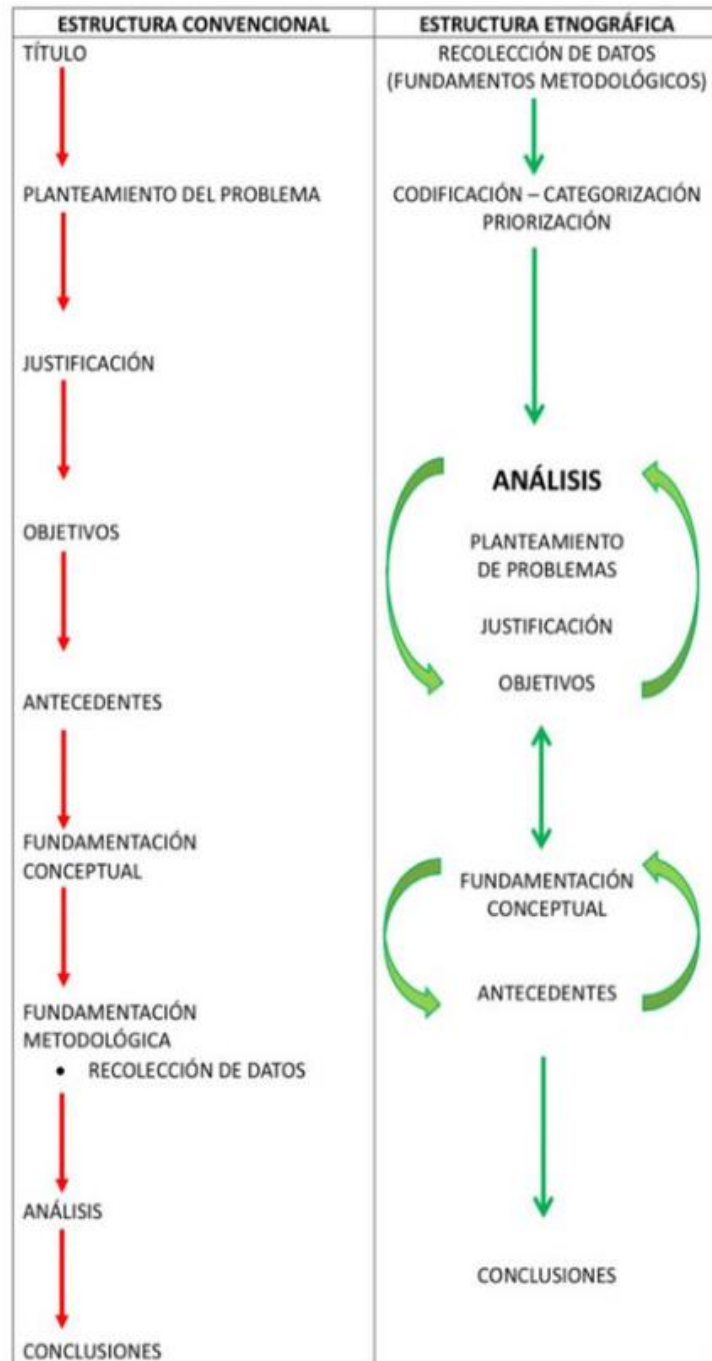 ESTRUCTURA CONVENCIONAL
TÍTULO
PLANTEAMIENTO DEL PROBLEMA
JUSTIFICACIÓN
OBJETIVOS
ANTECEDENTES
FUNDAMENTACIÓN
CONCEPTUAL
FUNDAMENTACIÓN
METODOLÓGICA
• RECOLECCIÓN DE DATOS
ANÁLISIS
CONCLUSIONES
ESTRUCTURA ETNOGRÁFICA
RECOLECCIÓN DE DATOS
(FUNDAMENTOS METODOLÓGICOS)
CODIFICACIÓN – CATEGORIZACIÓN
PRIORIZACIÓN
ANÁLISIS
PLANTEAMIENTO
DE PROBLEMAS
JUSTIFICACIÓN
OBJETIVOS
FUNDAMENTACIÓN
CONCEPTUAL
ANTECEDENTES
CONCLUSIONES